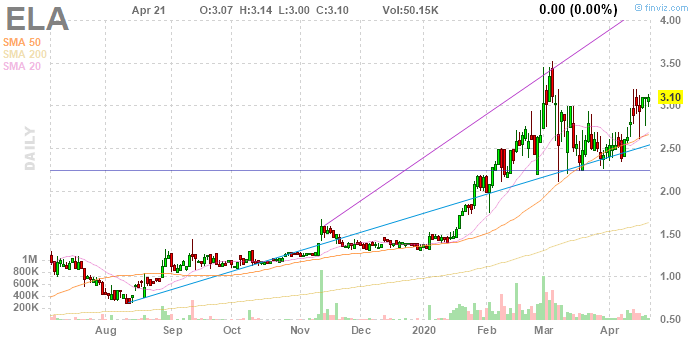 ELA
Apr 21 O:3.07 H:3.14 L:3.00 C:3.10 Vol:50.15K 0.00 (0.00%)
© finviz.com
SMA 50
SMA 200
SMA 20
DAILY
4.00
3.50
3.10
3.00
2.50
2.00
1.50
1.00
0.50
1M
800K
600K
400K
200K
Aug Sep Oct Nov Dec 2020 Feb Mar Apr